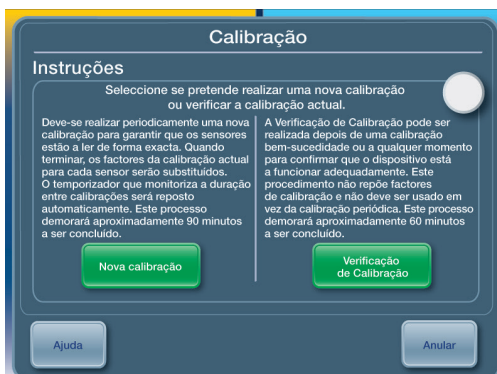 Calibração
Instruções
Seleccione se pretende realizar uma nova calibração
ou verificar a calibração actual.
Deve-se realizar periodicamente uma nova
calibração para garantir que os sensores
estão a ler de forma exacta. Quando
terminar, os factores da calibração actual
para cada sensor serão substituídos.
O temporizador que monitoriza a duração
entre calibrações será reposto
automaticamente. Este processo
demorará aproximadamente 90 minutos
a ser concluído.
Nova calibração
A Verificação de Calibração pode ser
realizada depois de uma calibração
bem-sucedidade ou a qualquer momento
para confirmar que o dispositivo está
a funcionar adequadamente. Este
procedimento não repõe factores
de calibração e não deve ser usado em
vez da calibração periódica. Este processo
demorará aproximadamente 60 minutos
a ser concluído.
Verificação
de Calibração
Ajuda
Anular